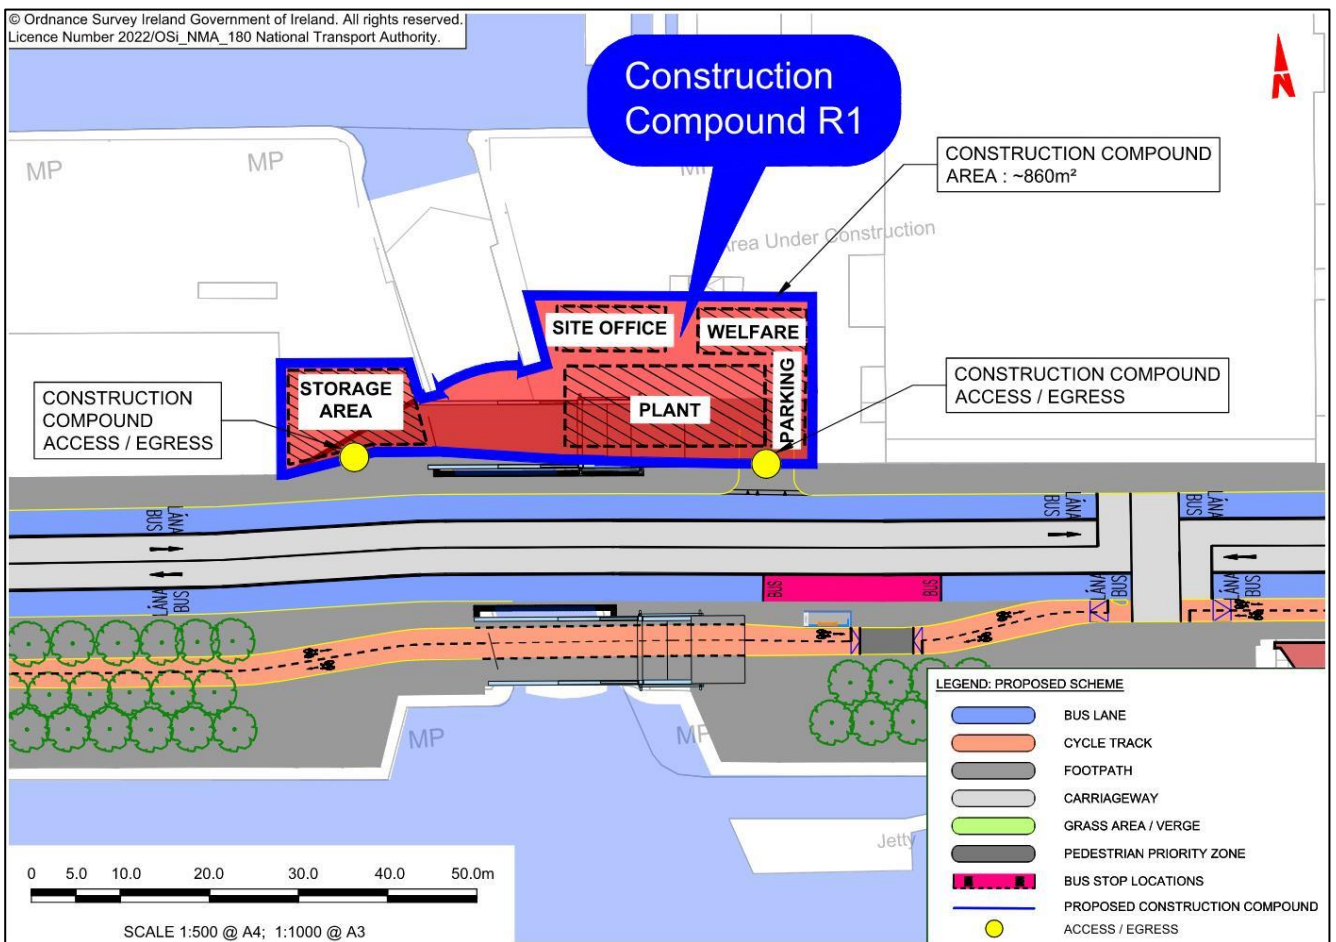 © Ordnance Survey Ireland Government of Ireland. All rights reserved.
Licence Number 2022/OSi_NMA_180 National Transport Authority.
Construction
Compound R1
N
CONSTRUCTION COMPOUND
AREA : ~860m²
MP
MP
MP
Area Under Construction
SITE OFFICE
WELFARE
STORAGE
AREA
PLANT
PARKING
CONSTRUCTION
COMPOUND
ACCESS / EGRESS
CONSTRUCTION COMPOUND
ACCESS / EGRESS
LÁNA
BUS
LÁNA
BUS
LÁNA
BUS
LÁNA
BUS
BUS
BUS
LÁNA
BUS
LÁNA
BUS
MP
MP
Jetty
LEGEND: PROPOSED SCHEME
BUS LANE
CYCLE TRACK
FOOTPATH
CARRIAGEWAY
GRASS AREA / VERGE
PEDESTRIAN PRIORITY ZONE
BUS STOP LOCATIONS
PROPOSED CONSTRUCTION COMPOUND
ACCESS / EGRESS
0 5.0 10.0 20.0 30.0 40.0 50.0m
SCALE 1:500 @ A4; 1:1000 @ A3